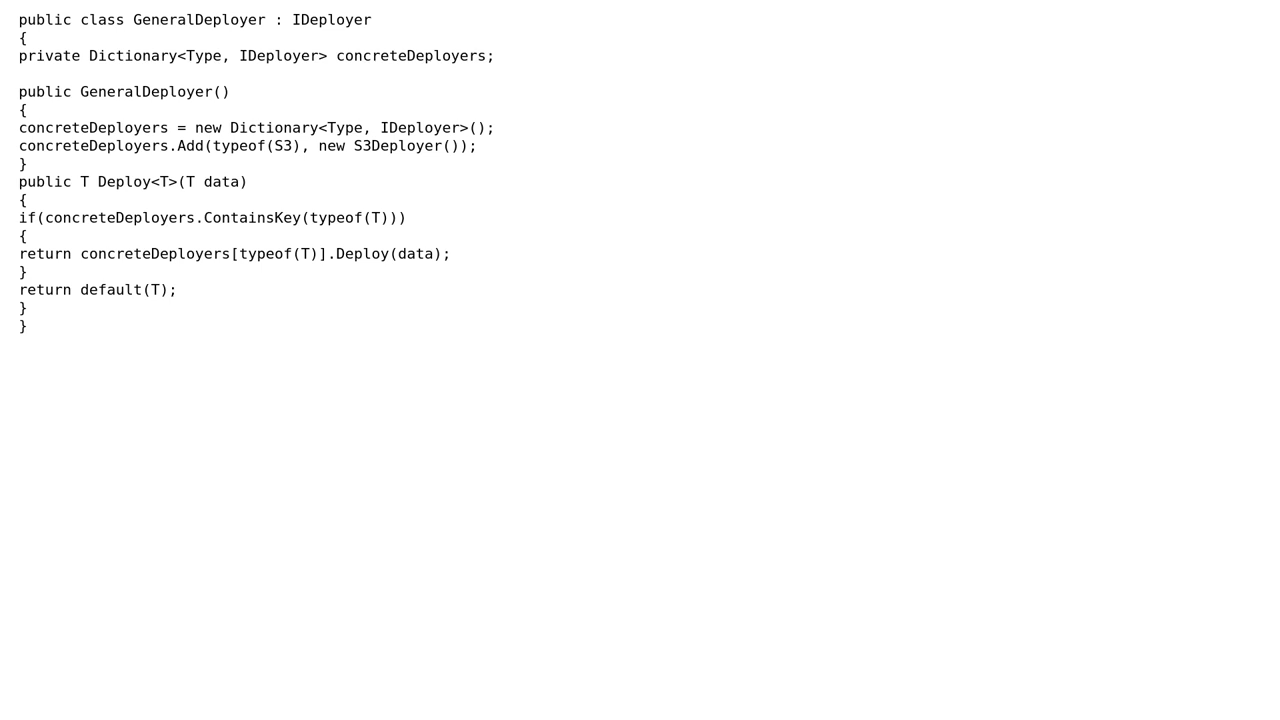 public class GeneralDeployer : IDeployer
{
private Dictionary<Type, IDeployer> concreteDeployers;

public GeneralDeployer()
{
concreteDeployers = new Dictionary<Type, IDeployer>();
concreteDeployers.Add(typeof(S3), new S3Deployer());
}
public T Deploy<T>(T data)
{
if(concreteDeployers.ContainsKey(typeof(T)))
{
return concreteDeployers[typeof(T)].Deploy(data);
}
return default(T);
}
}